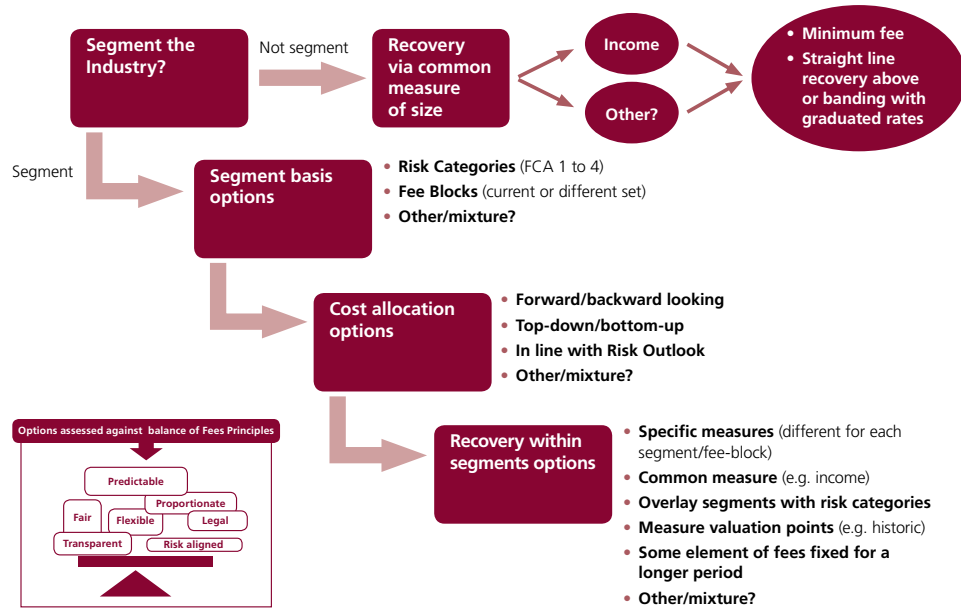 Segment the
Industry?
Not segment
Recovery
via common
measure
of size
Income
Other?
• Minimum fee
• Straight line
recovery above
or banding with
graduated rates
Segment
Segment basis
options
• Risk Categories (FCA 1 to 4)
• Fee Blocks (current or different set)
• Other/mixture?
Cost allocation
options
• Forward/backward looking
• Top-down/bottom-up
• In line with Risk Outlook
• Other/mixture?
Recovery within
segments options
• Specific measures (different for each
segment/fee-block)
• Common measure (e.g. income)
• Overlay segments with risk categories
• Measure valuation points (e.g. historic)
• Some element of fees fixed for a
longer period
• Other/mixture?
Options assessed against balance of Fees Principles
Predictable
Proportionate
Fair
Flexible
Legal
Transparent
Risk aligned